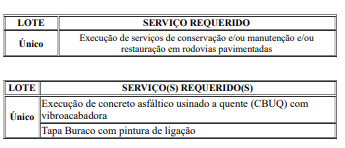 LOTE SERVIÇO REQUERIDO
Único Execução de serviços de conservação e/ou manutenção e/ou
restauração em rodovias pavimentadas
LOTE SERVIÇO(S) REQUERIDO(S)
Único Execução de concreto asfáltico usinado a quente (CBUQ) com
vibroacabadora
Tapa Buraco com pintura de ligação